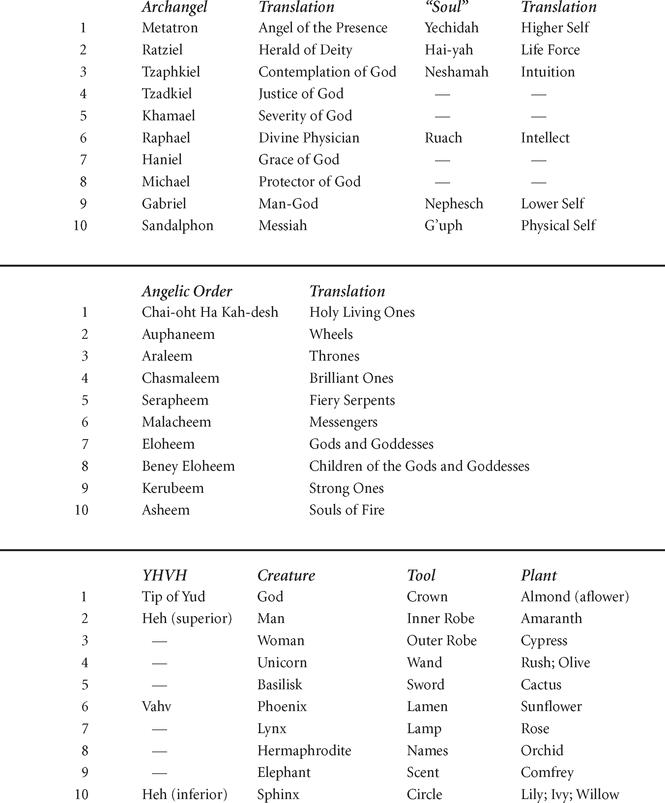 Archangel Translation “Soul” Translation
1 Metatron Angel of the Presence Yechidah Higher Self
2 Ratziel Herald of Deity Hai-yah Life Force
3 Tzaphkiel Contemplation of God Neshamah Intuition
4 Tzadkiel Justice of God — —
5 Khamael Severity of God — —
6 Raphael Divine Physician Ruach Intellect
7 Haniel Grace of God — —
8 Michael Protector of God — —
9 Gabriel Man-God Nephesch Lower Self
10 Sandalphon Messiah G’uph Physical Self
Angelic Order Translation
1 Chai-oht Ha Kah-desh Holy Living Ones
2 Auphaneem Wheels
3 Araleem Thrones
4 Chasmaleem Brilliant Ones
5 Serapheem Fiery Serpents
6 Malacheem Messengers
7 Eloheem Gods and Goddesses
8 Beney Eloheem Children of the Gods and Goddesses
9 Kerubeem Strong Ones
10 Asheem Souls of Fire
YHVH Creature Tool Plant
1 Tip of Yud God Crown Almond (aflower)
2 Heh (superior) Man Inner Robe Amaranth
3 — Woman Outer Robe Cypress
4 — Unicorn Wand Rush; Olive
5 — Basilisk Sword Cactus
6 Vahv Phoenix Lamen Sunflower
7 — Lynx Lamp Rose
8 — Hermaphrodite Names Orchid
9 — Elephant Scent Comfrey
10 Heh (inferior) Sphinx Circle Lily; Ivy; Willow